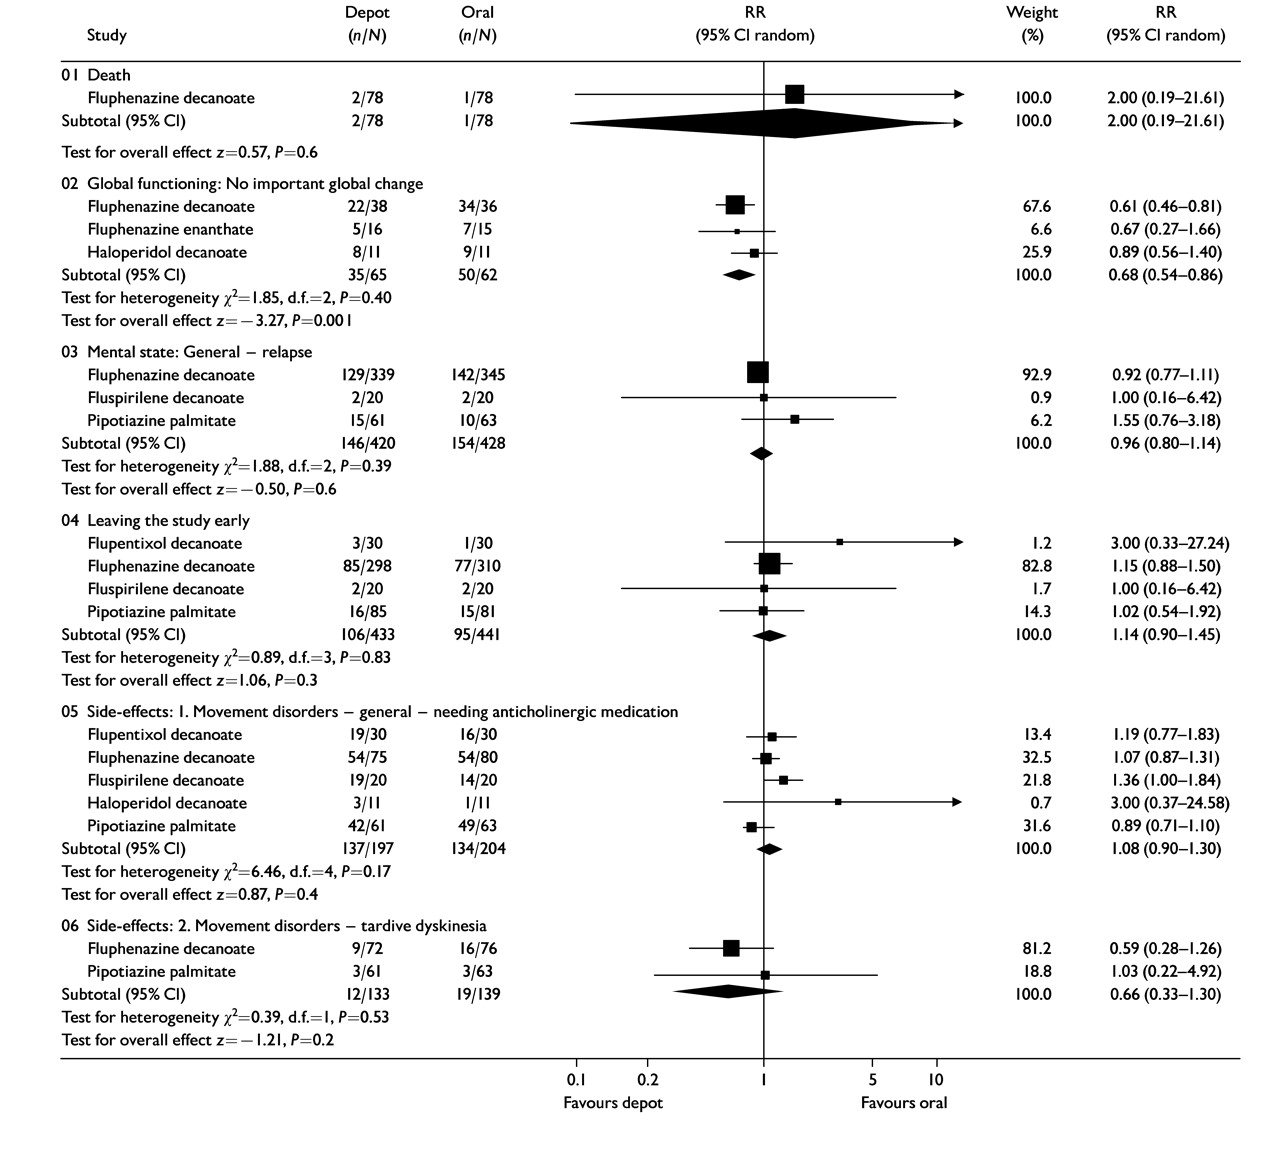 Depot Oral RR Weight RR
Study (n/N) (n/N) (95% CI random) (%) (95% CI random)
01 Death
Fluphenazine decanoate 2/78 1/78 100.0 2.00 (0.19–21.61)
Subtotal (95% CI) 2/78 1/78 100.0 2.00 (0.19–21.61)
Test for overall effect z=0.57, P=0.6
02 Global functioning: No important global change
Fluphenazine decanoate 22/38 34/36 67.6 0.61 (0.46–0.81)
Fluphenazine enanthate 5/16 7/15 6.6 0.67 (0.27–1.66)
Haloperidol decanoate 8/11 9/11 25.9 0.89 (0.56–1.40)
Subtotal (95% CI) 35/65 50/62 100.0 0.68 (0.54–0.86)
Test for heterogeneity χ²=1.85, d.f.=2, P=0.40
Test for overall effect z=−3.27, P=0.001
03 Mental state: General – relapse
Fluphenazine decanoate 129/339 142/345 92.9 0.92 (0.77–1.11)
Fluspirilene decanoate 2/20 2/20 0.9 1.00 (0.16–6.42)
Pipotiazine palmitate 15/61 10/63 6.2 1.55 (0.76–3.18)
Subtotal (95% CI) 146/420 154/428 100.0 0.96 (0.80–1.14)
Test for heterogeneity χ²=1.88, d.f.=2, P=0.39
Test for overall effect z=−0.50, P=0.6
04 Leaving the study early
Flupentixol decanoate 3/30 1/30 1.2 3.00 (0.33–27.24)
Fluphenazine decanoate 85/298 77/310 82.8 1.15 (0.88–1.50)
Fluspirilene decanoate 2/20 2/20 1.7 1.00 (0.16–6.42)
Pipotiazine palmitate 16/85 15/81 14.3 1.02 (0.54–1.92)
Subtotal (95% CI) 106/433 95/441 100.0 1.14 (0.90–1.45)
Test for heterogeneity χ²=0.89, d.f.=3, P=0.83
Test for overall effect z=1.06, P=0.3
05 Side-effects: 1. Movement disorders – general – needing anticholinergic medication
Flupentixol decanoate 19/30 16/30 13.4 1.19 (0.77–1.83)
Fluphenazine decanoate 54/75 54/80 32.5 1.07 (0.87–1.31)
Fluspirilene decanoate 19/20 14/20 21.8 1.36 (1.00–1.84)
Haloperidol decanoate 3/11 1/11 0.7 3.00 (0.37–24.58)
Pipotiazine palmitate 42/61 49/63 31.6 0.89 (0.71–1.10)
Subtotal (95% CI) 137/197 134/204 100.0 1.08 (0.90–1.30)
Test for heterogeneity χ²=6.46, d.f.=4, P=0.17
Test for overall effect z=0.87, P=0.4
06 Side-effects: 2. Movement disorders – tardive dyskinesia
Fluphenazine decanoate 9/72 16/76 81.2 0.59 (0.28–1.26)
Pipotiazine palmitate 3/61 3/63 18.8 1.03 (0.22–4.92)
Subtotal (95% CI) 12/133 19/139 100.0 0.66 (0.33–1.30)
Test for heterogeneity χ²=0.39, d.f.=1, P=0.53
Test for overall effect z=−1.21, P=0.2
0.1 0.2 1 5 10
Favours depot Favours oral